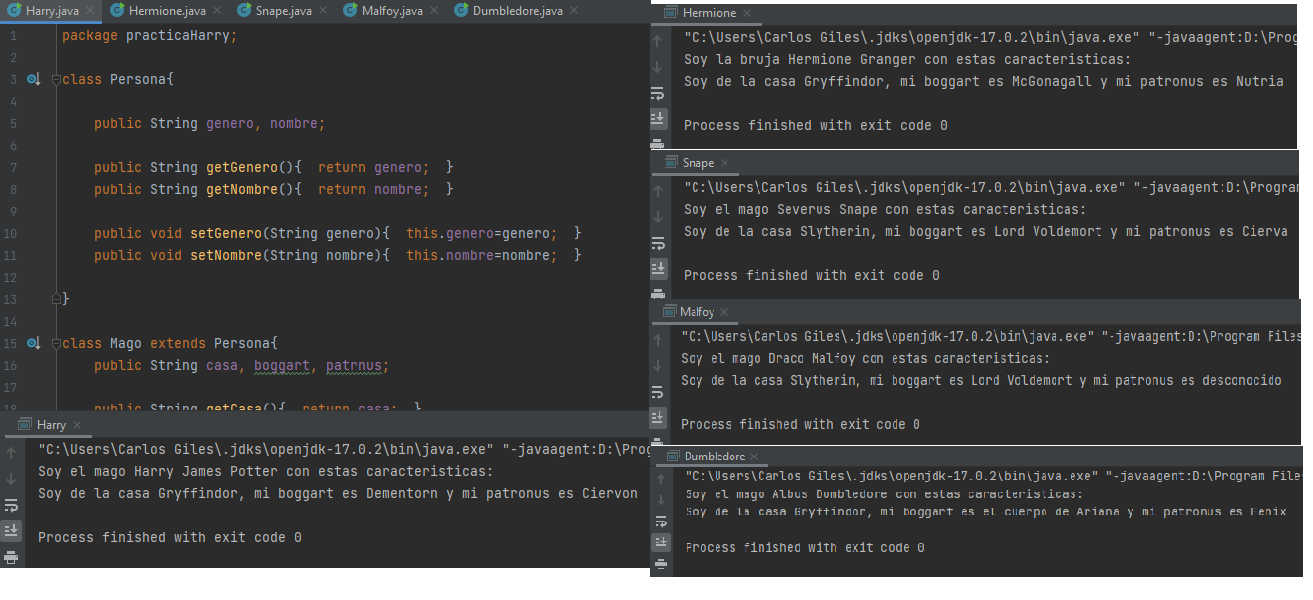 Harry.java × Hermione.java × Snape.java × Malfoy.java × Dumbledore.java ×
1 package practicaHarry;
2
3 class Persona{
4
5 public String genero, nombre;
6
7 public String getGenero(){ return genero; }
8 public String getNombre(){ return nombre; }
9
10 public void setGenero(String genero){ this.genero=genero; }
11 public void setNombre(String nombre){ this.nombre=nombre; }
12
13 }
14
15 class Mago extends Persona{
16 public String casa, boggart, patrnus;
17
18 public String getCasa(){ return casa; }
Harry ×
"C:\Users\Carlos Giles\.jdks\openjdk-17.0.2\bin\java.exe" "-javaagent:D:\Prog
Soy el mago Harry James Potter con estas caracteristicas:
Soy de la casa Gryffindor, mi boggart es Dementorn y mi patronus es Ciervon
Process finished with exit code 0
Hermione ×
"C:\Users\Carlos Giles\.jdks\openjdk-17.0.2\bin\java.exe" "-javaagent:D:\Prog
Soy la bruja Hermione Granger con estas caracteristicas:
Soy de la casa Gryffindor, mi boggart es McGonagall y mi patronus es Nutria
Process finished with exit code 0
Snape ×
"C:\Users\Carlos Giles\.jdks\openjdk-17.0.2\bin\java.exe" "-javaagent:D:\Program
Soy el mago Severus Snape con estas caracteristicas:
Soy de la casa Slytherin, mi boggart es Lord Voldemort y mi patronus es Cierva
Process finished with exit code 0
Malfoy ×
"C:\Users\Carlos Giles\.jdks\openjdk-17.0.2\bin\java.exe" "-javaagent:D:\Program Files
Soy el mago Draco Malfoy con estas caracteristicas:
Soy de la casa Slytherin, mi boggart es Lord Voldemort y mi patronus es desconocido
Process finished with exit code 0
Dumbledore ×
"C:\Users\Carlos Giles\.jdks\openjdk-17.0.2\bin\java.exe" "-javaagent:D:\Program Files
Soy el mago Albus Dombledore con estas caracteristicas:
Soy de la casa Gryffindor, mi boggart es el cuerpo de Ariana y mi patronus es Fenix
Process finished with exit code 0